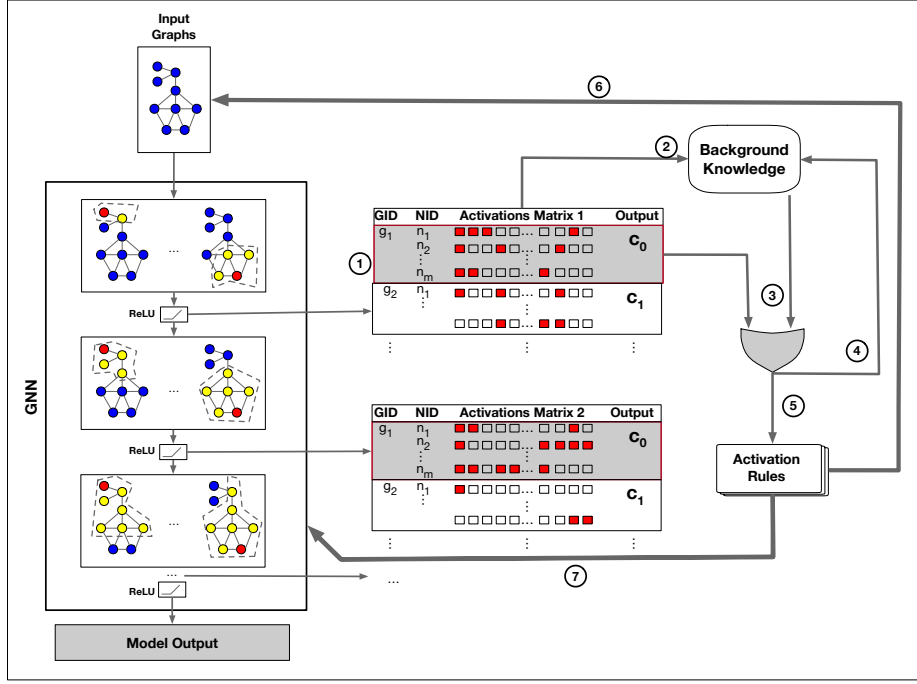 Input
Graphs
6
2
Background
Knowledge
GID NID Activations Matrix 1 Output
g1 n1 ...
n2
c0
⋮ ⋮
nm ...
1
g2 n1 ...
⋮ ⋮
c1
...
⋮ ⋮ ⋮
3
4
...
ReLU
GNN
...
ReLU
GID NID Activations Matrix 2 Output
g1 n1 ...
n2 ...
c0
⋮
nm ...
g2 n1 ...
⋮
c1
...
⋮ ⋮ ⋮
5
Activation
Rules
...
7
...
ReLU
...
Model Output